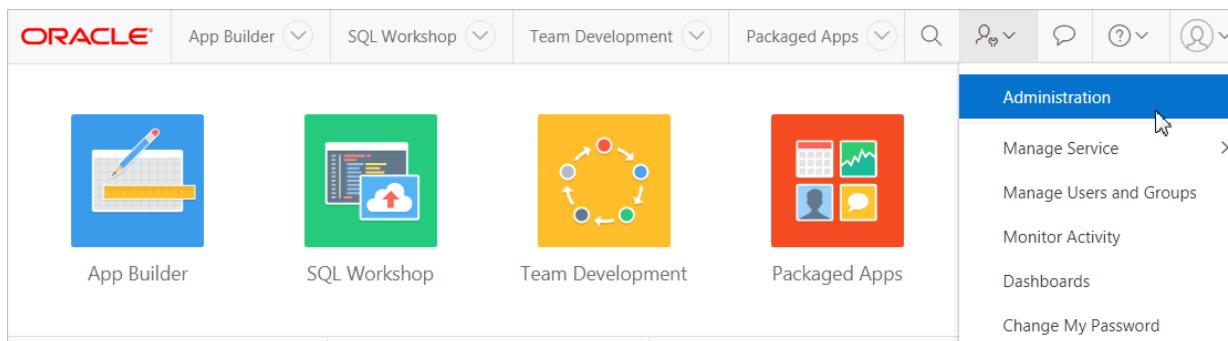 ORACLE
App Builder
SQL Workshop
Team Development
Packaged Apps
?
Administration
Manage Service
Manage Users and Groups
Monitor Activity
Dashboards
Change My Password
App Builder
SQL Workshop
Team Development
Packaged Apps